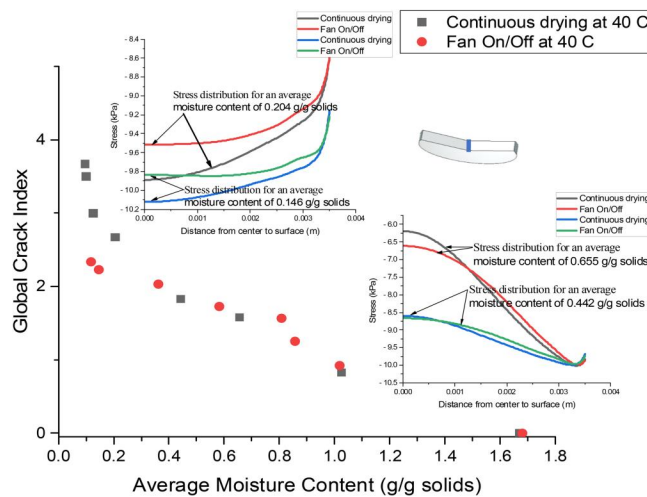 Continuous drying at 40 C
Fan On/Off at 40 C
Global Crack Index
4
2
0
0.0 0.2 0.4 0.6 0.8 1.0 1.2 1.4 1.6 1.8
Average Moisture Content (g/g solids)
Continuous drying
Fan On/Off
Continuous drying
Fan On/Off
Stress (kPa)
-8.4
-8.6
-8.8
-9.0
-9.2
-9.4
-9.6
-9.8
-10.0
-10.2
Stress distribution for an average
moisture content of 0.204 g/g solids
Stress distribution for an average
moisture content of 0.146 g/g solids
0.000 0.001 0.002 0.003 0.004
Distance from center to surface (m)
Continuous drying
Fan On/Off
Continuous drying
Fan On/Off
Stress (kPa)
-6.0
-6.5
-7.0
-7.5
-8.0
-8.5
-9.0
-9.5
-10.0
-10.5
Stress distribution for an average
moisture content of 0.655 g/g solids
Stress distribution for an average
moisture content of 0.442 g/g solids
0.000 0.001 0.002 0.003 0.004
Distance from center to surface (m)